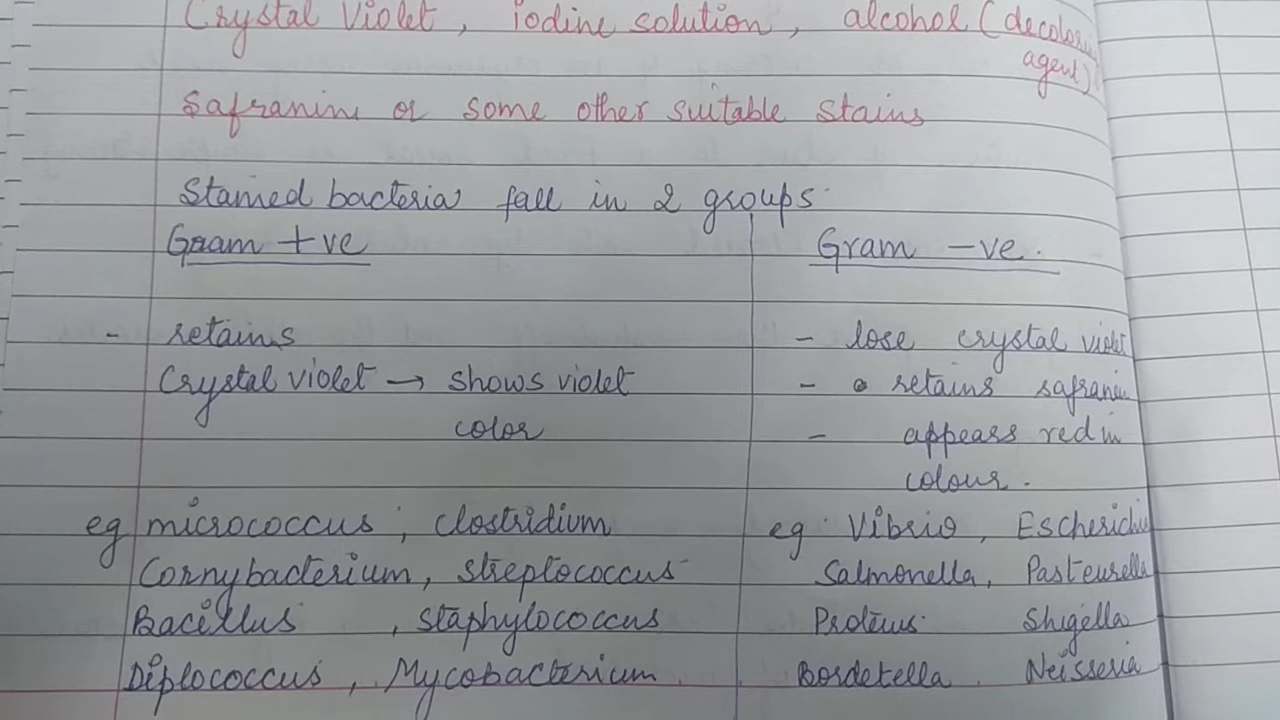 Crystal Violet, iodine solution, alcohol (decolorising
agent)
Safranin or some other suitable stains
Stained bacteria fall in 2 groups.
Gram +ve Gram -ve.
- retains - lose crystal violet
Crystal violet → shows violet - retains safranin
color - appears red in
colour.
eg micrococcus, Clostridium eg Vibrio, Escherichia
Cornybacterium, streptococcus Salmonella, Pasteurella
Bacillus, staphylococcus Proteus Shigella
Diplococcus, Mycobacterium. Bordetella. Neisseria